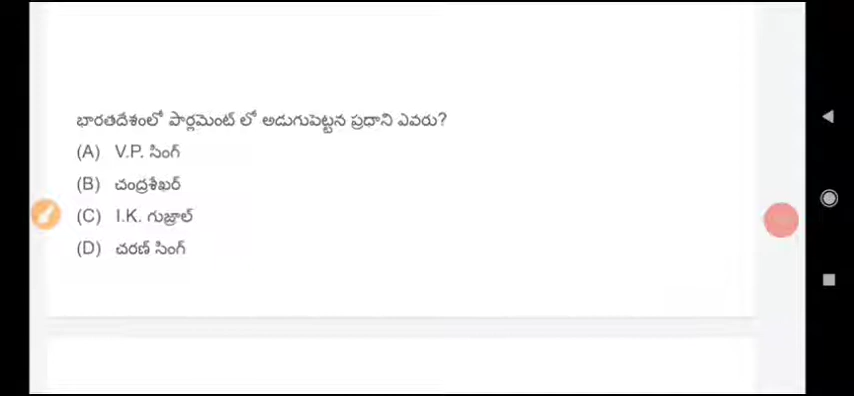 భారతదేశంలో పార్లమెంట్ లో అడుగుపెట్టన ప్రధాని ఎవరు?
(A) V.P. సింగ్
(B) చంద్రశేఖర్
(C) I.K. గుజ్రాల్
(D) చరణ్ సింగ్